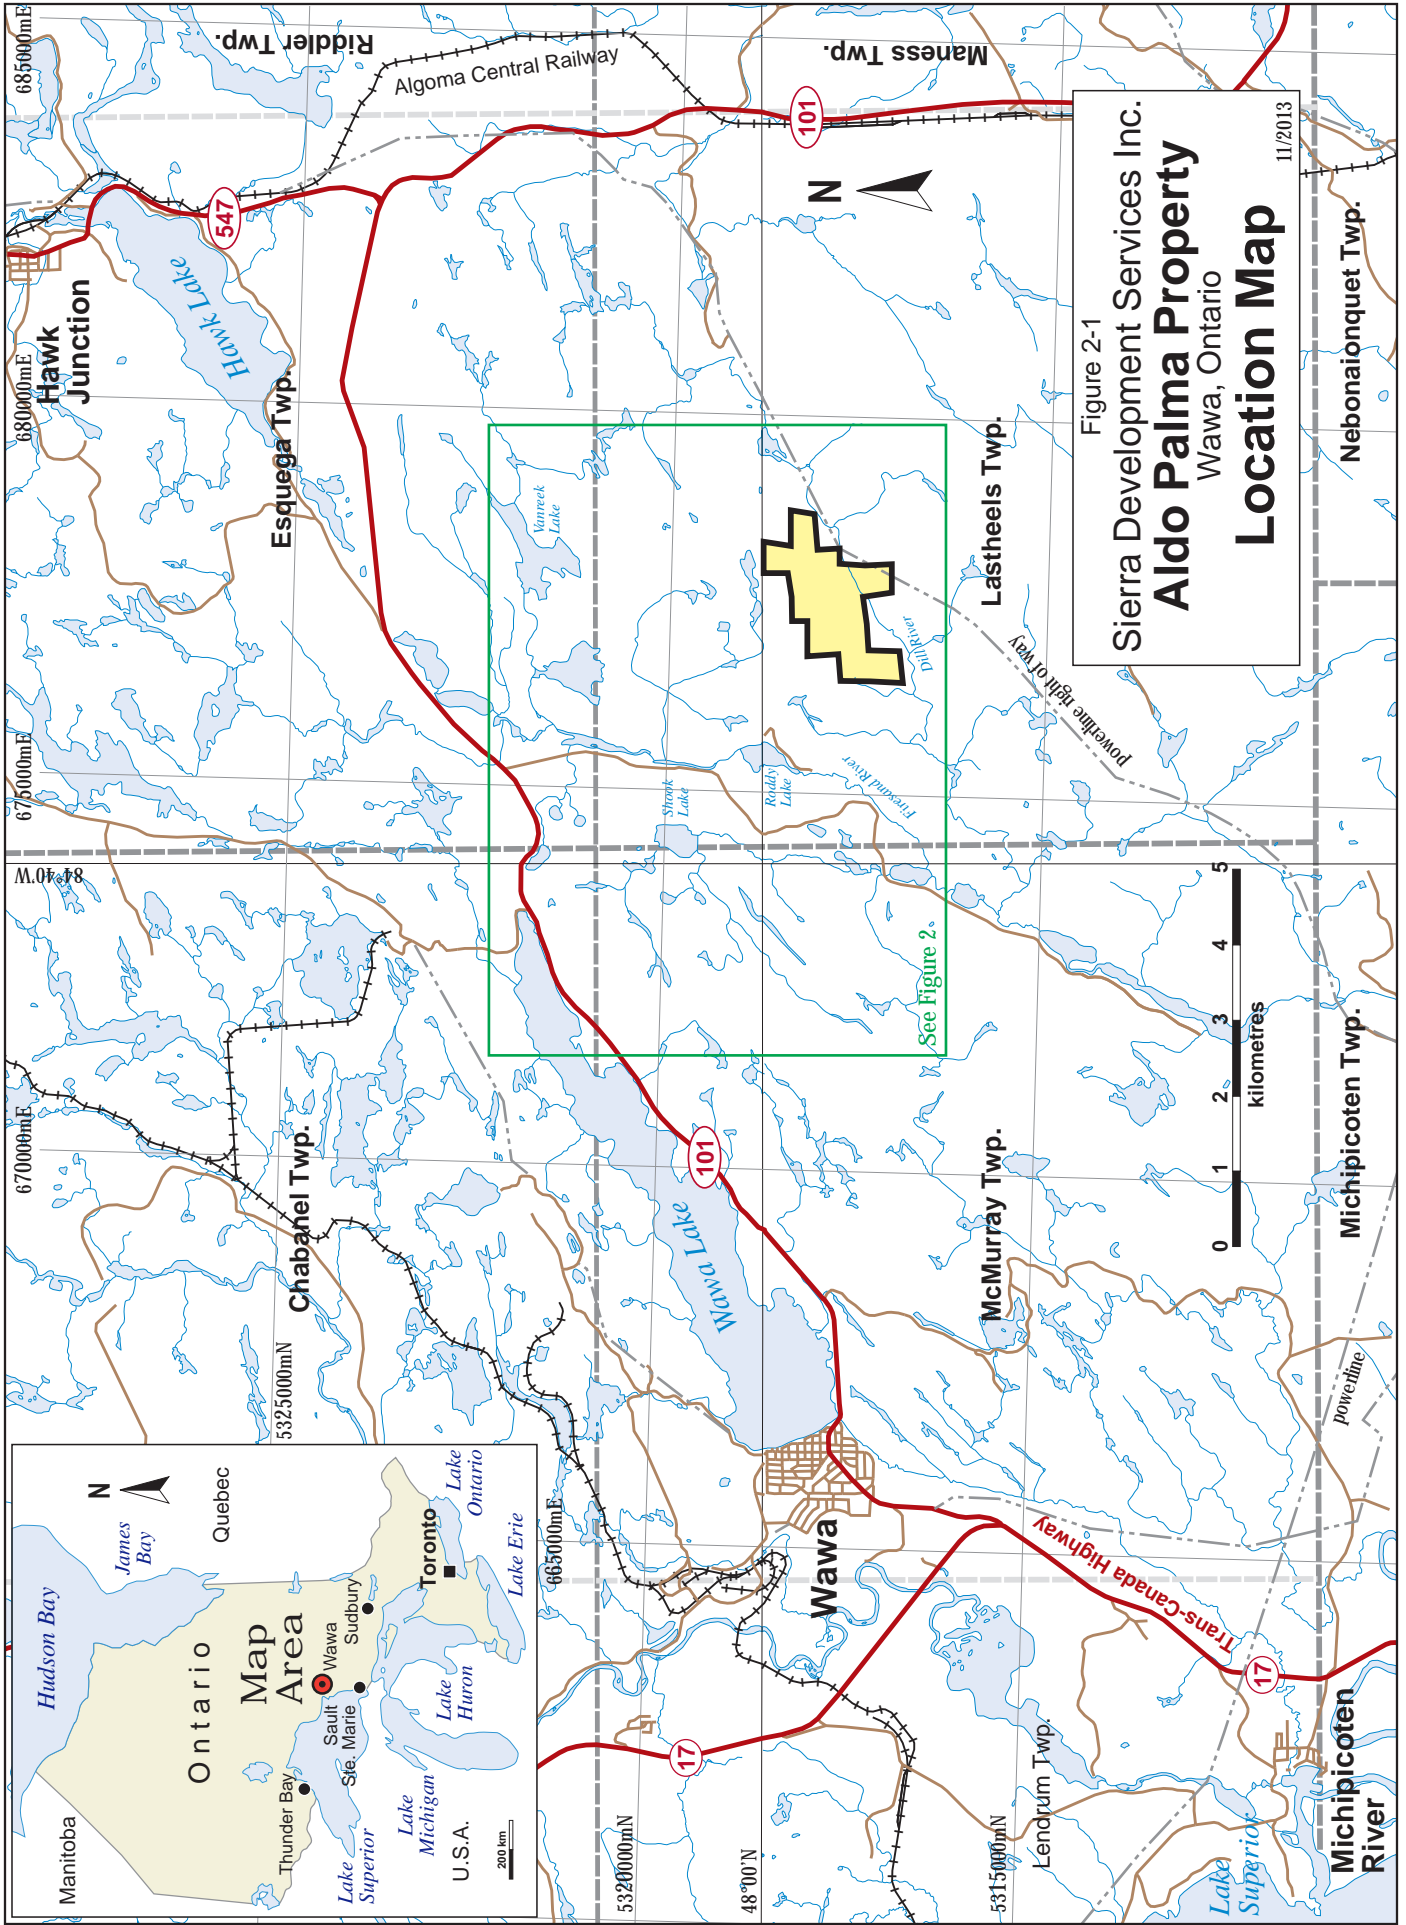 Manitoba
Hudson Bay
James
Bay
Quebec
N
Ontario
Map
Area
Wawa
Thunder Bay
Sault
Ste. Marie
Sudbury
Toronto
Lake
Superior
Lake
Michigan
Lake
Huron
Lake
Ontario
Lake Erie
U.S.A.
200 km
665000mE
670000mE
84°40'W
675000mE
680000mE
685000mE
5325000mN
5320000mN
48°00'N
5315000mN
Hawk
Junction
Hawk Lake
547
Riddler Twp.
Algoma Central Railway
Esquega Twp.
Chabanel Twp.
Maness Twp.
101
N
Vanreek
Lake
Shook
Lake
Roddy
Lake
Firesand River
Dill River
See Figure 2
Lastheels Twp.
powerline right of way
Wawa Lake
101
Wawa
McMurray Twp.
17
Trans-Canada Highway
17
Lendrum Twp.
Lake
Superior
Michipicoten
River
powerline
Michipicoten Twp.
Nebonaionquet Twp.
0 1 2 3 4 5
kilometres
Figure 2-1
Sierra Development Services Inc.
Aldo Palma Property
Wawa, Ontario
Location Map
11/2013